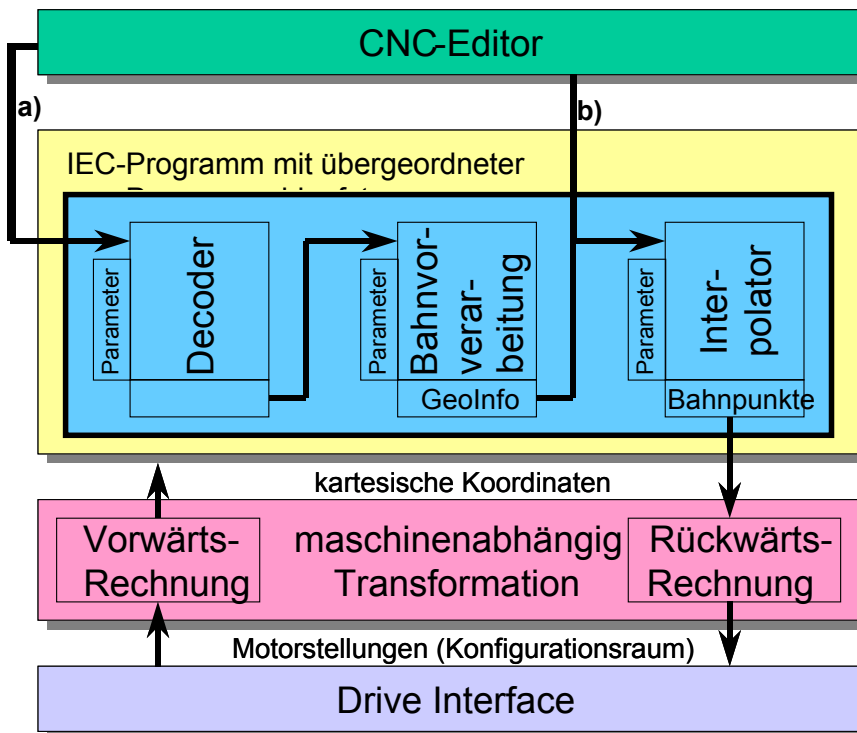 CNC-Editor
a)
b)
IEC-Programm mit übergeordneter
Parameter
Decoder
Parameter
Bahnvor-
verar-
beitung
GeoInfo
Parameter
Inter-
polator
Bahnpunkte
kartesische Koordinaten
Vorwärts-
Rechnung
maschinenabhängig
Transformation
Rückwärts-
Rechnung
Motorstellungen (Konfigurationsraum)
Drive Interface